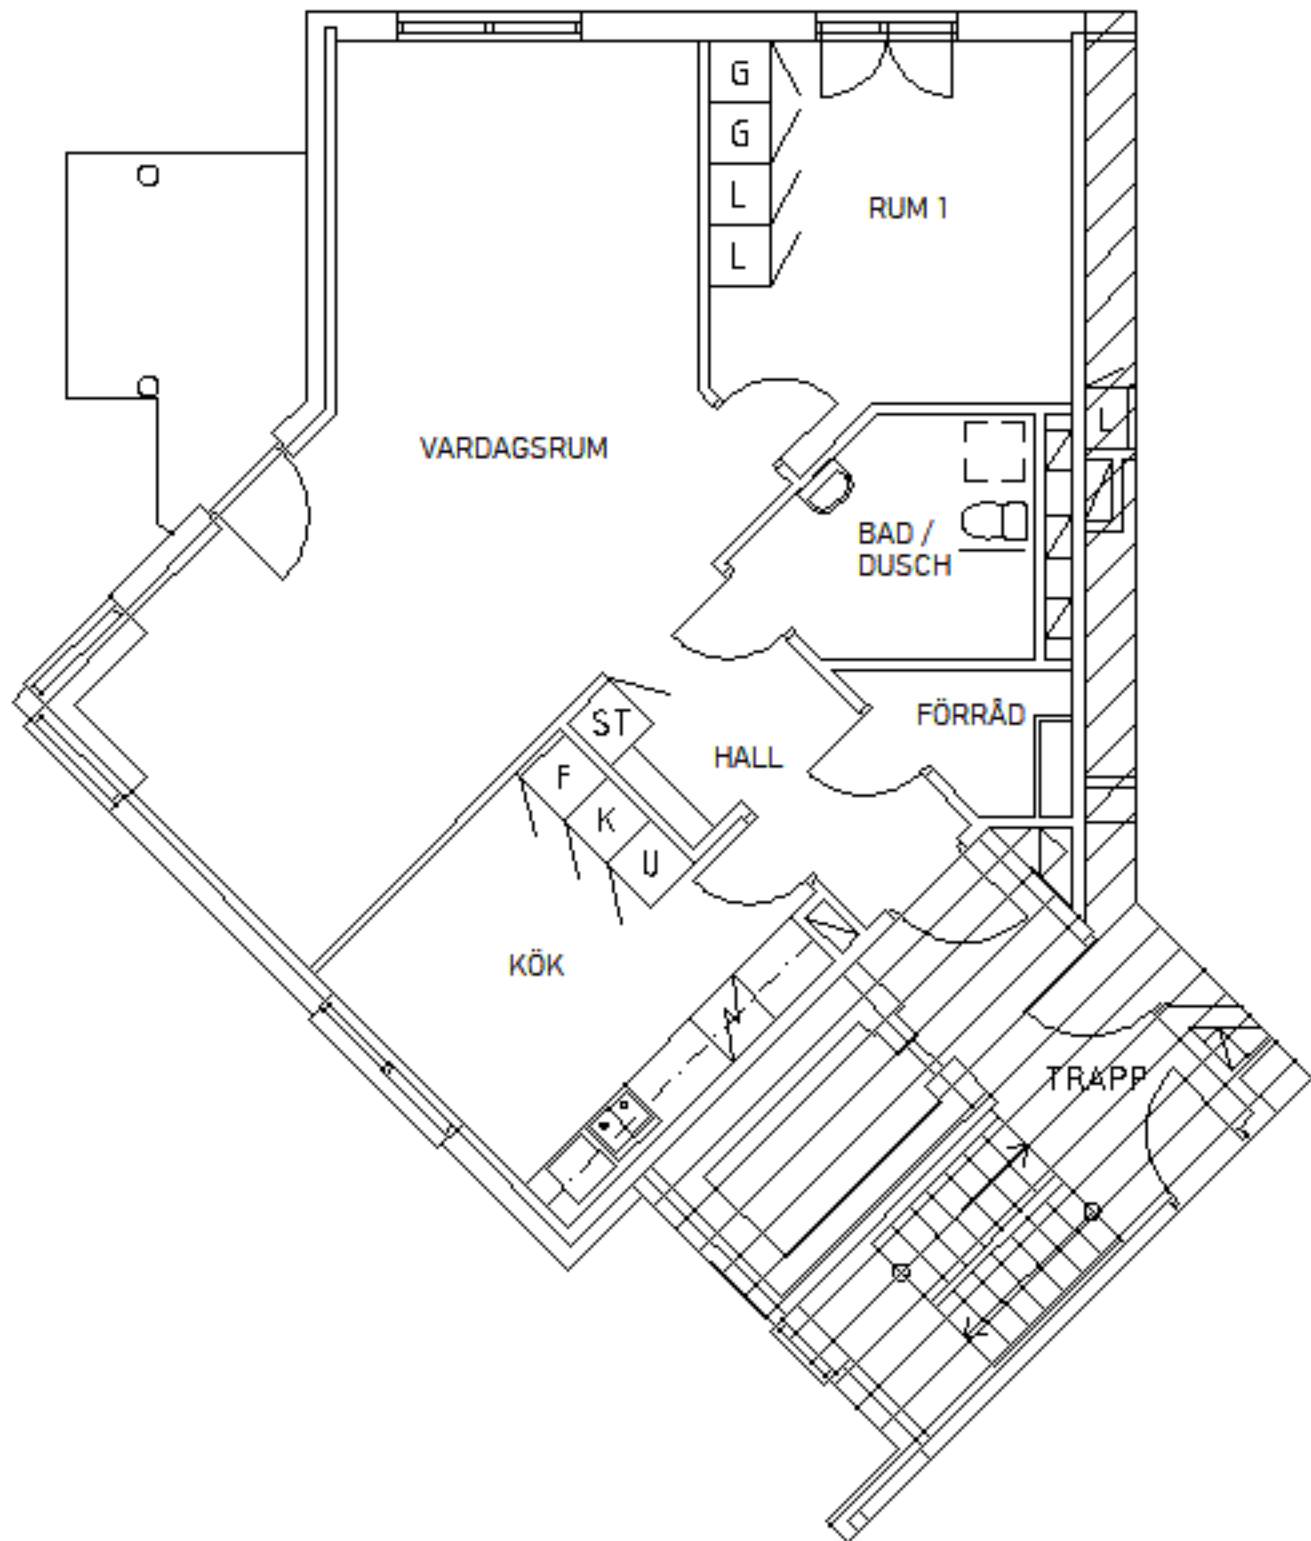 G
G
L
L
RUM 1
L
VARDAGSRUM
BAD /
DUSCH
FÖRRÅD
ST
HALL
F
K
U
KÖK
TRAPP